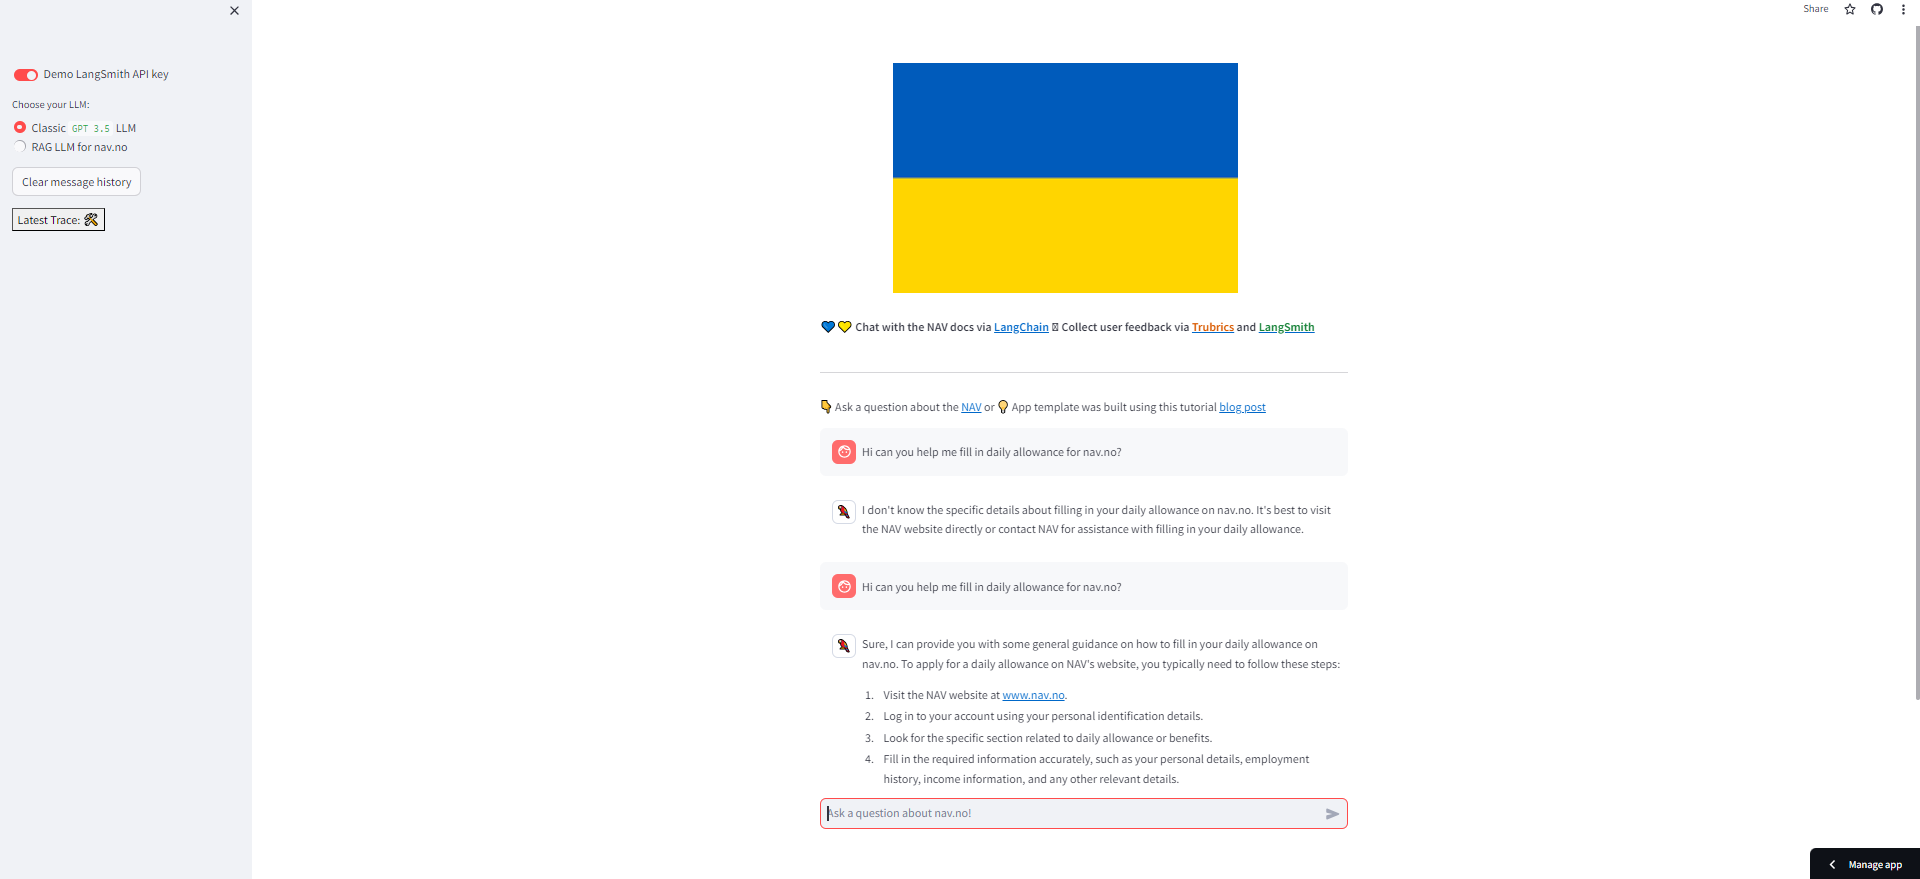 Share
Demo LangSmith API key
Choose your LLM:
Classic GPT 3.5 LLM
RAG LLM for nav.no
Clear message history
Latest Trace: 🛠️
💙💛 Chat with the NAV docs via LangChain Collect user feedback via Trubrics and LangSmith
👇 Ask a question about the NAV or 💡 App template was built using this tutorial blog post
Hi can you help me fill in daily allowance for nav.no?
I don't know the specific details about filling in your daily allowance on nav.no. It's best to visit
the NAV website directly or contact NAV for assistance with filling in your daily allowance.
Hi can you help me fill in daily allowance for nav.no?
Sure, I can provide you with some general guidance on how to fill in your daily allowance on
nav.no. To apply for a daily allowance on NAV's website, you typically need to follow these steps:
1. Visit the NAV website at www.nav.no.
2. Log in to your account using your personal identification details.
3. Look for the specific section related to daily allowance or benefits.
4. Fill in the required information accurately, such as your personal details, employment
history, income information, and any other relevant details.
Ask a question about nav.no!
Manage app